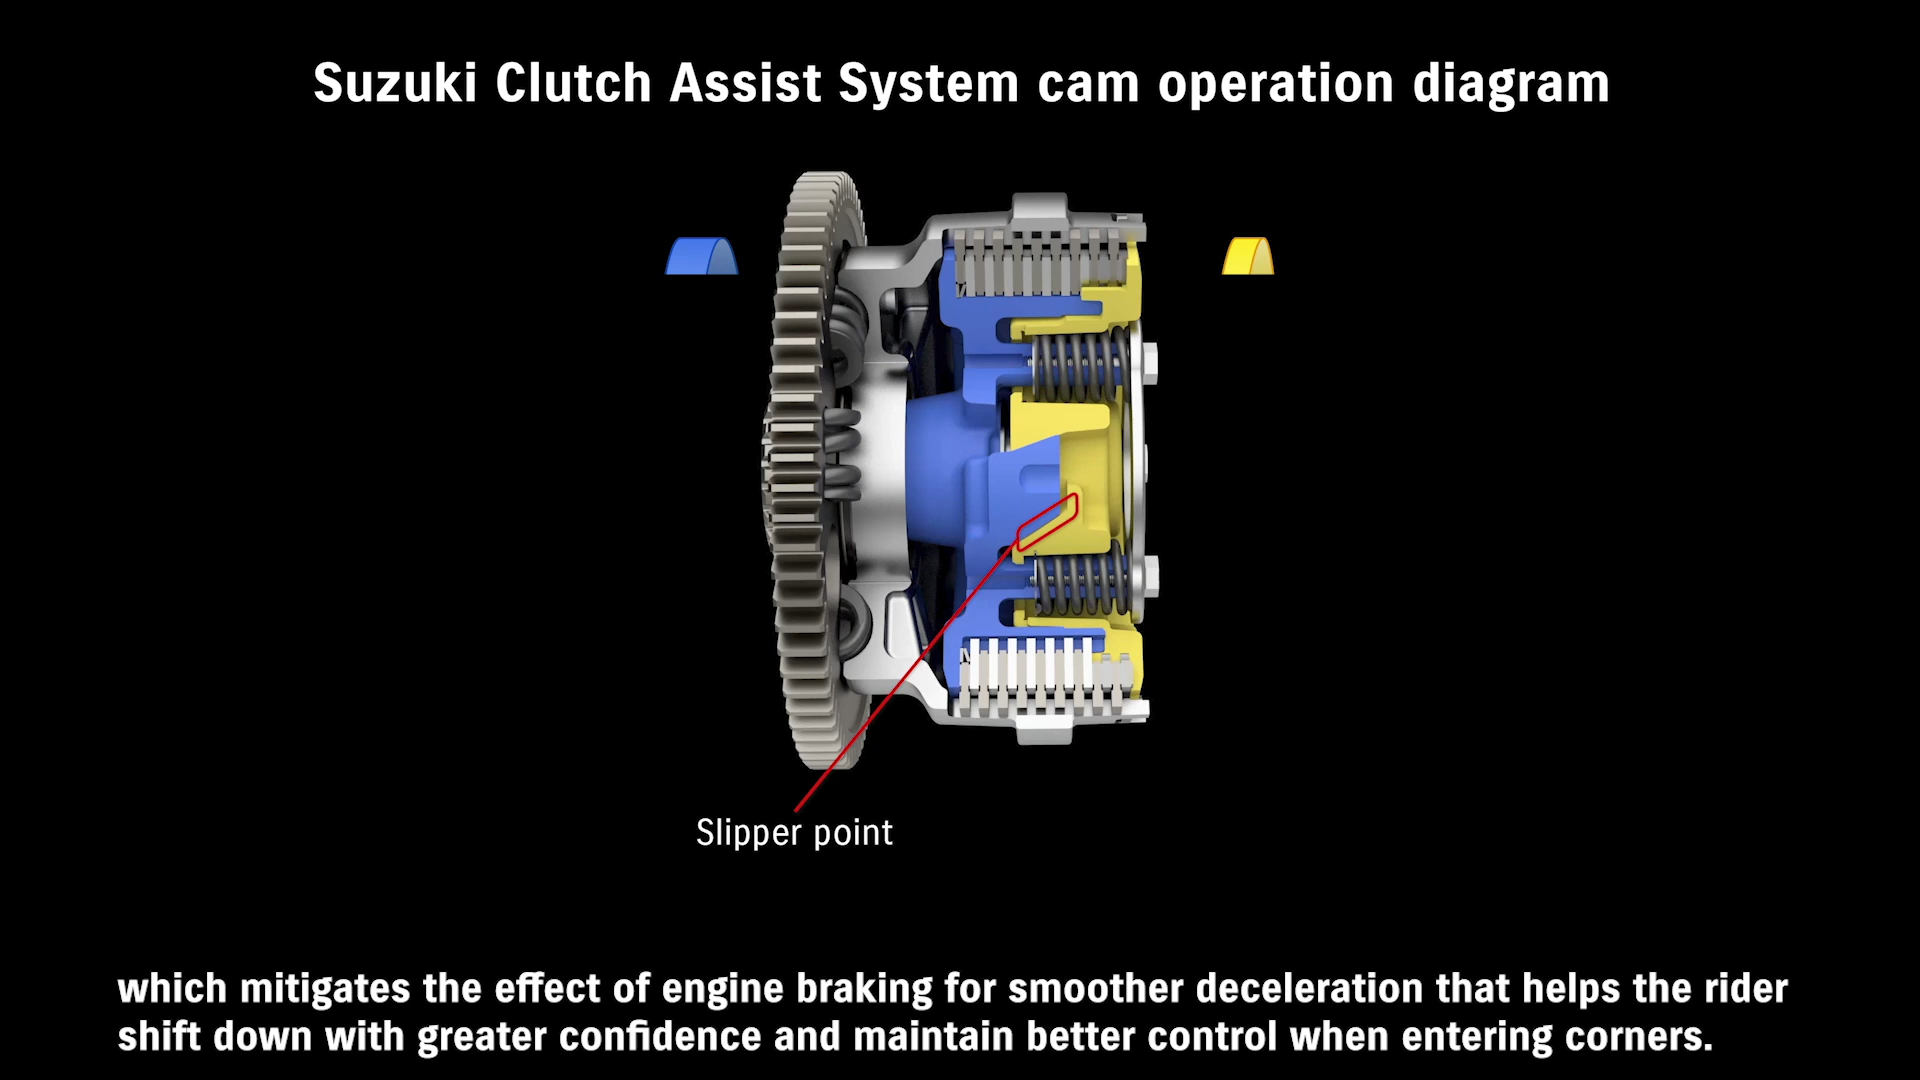 Suzuki Clutch Assist System cam operation diagram
Slipper point
which mitigates the effect of engine braking for smoother deceleration that helps the rider
shift down with greater confidence and maintain better control when entering corners.